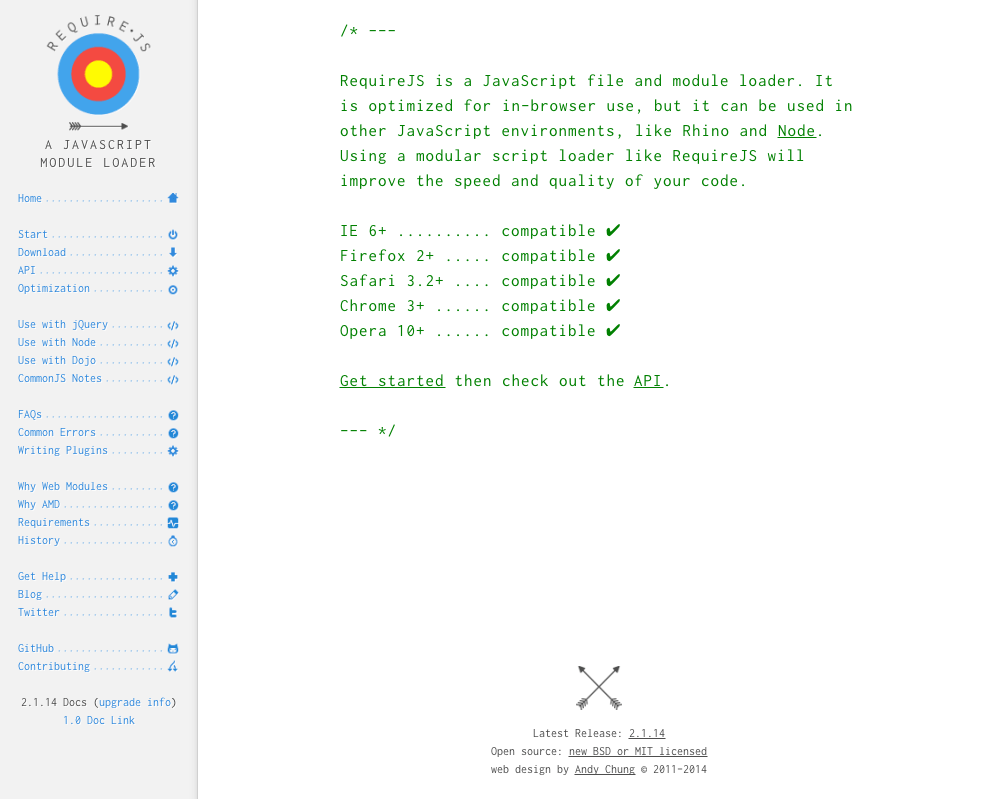 REQUIRE·JS
A JAVASCRIPT
MODULE LOADER
Home ....................
Start ...................
Download ................
API .....................
Optimization ............
Use with jQuery .........
Use with Node ...........
Use with Dojo ...........
CommonJS Notes ..........
FAQs ....................
Common Errors ...........
Writing Plugins .........
Why Web Modules .........
Why AMD .................
Requirements ............
History .................
Get Help ................
Blog ....................
Twitter .................
GitHub ..................
Contributing ............
2.1.14 Docs (upgrade info)
1.0 Doc Link
/* ---
RequireJS is a JavaScript file and module loader. It
is optimized for in-browser use, but it can be used in
other JavaScript environments, like Rhino and Node.
Using a modular script loader like RequireJS will
improve the speed and quality of your code.
IE 6+ .......... compatible ✔
Firefox 2+ ..... compatible ✔
Safari 3.2+ .... compatible ✔
Chrome 3+ ...... compatible ✔
Opera 10+ ...... compatible ✔
Get started then check out the API.
--- */
Latest Release: 2.1.14
Open source: new BSD or MIT licensed
web design by Andy Chung © 2011-2014